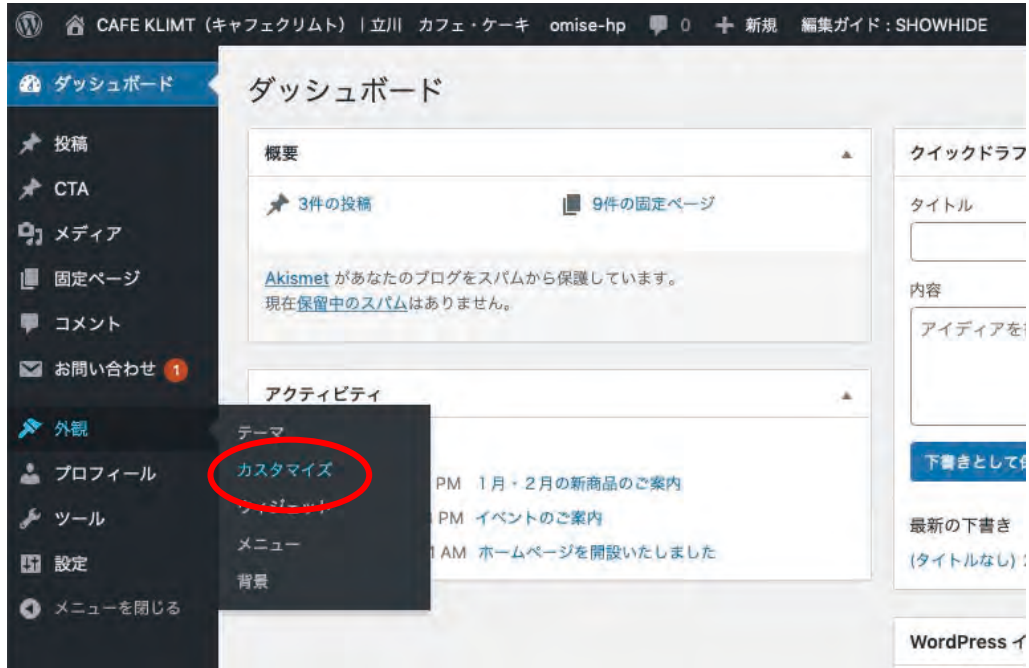 CAFE KLIMT（キャフェクリムト）｜立川 カフェ・ケーキ omise-hp 0 新規 編集ガイド : SHOWHIDE
ダッシュボード
投稿
CTA
メディア
固定ページ
コメント
お問い合わせ 1
外観
プロフィール
ツール
設定
メニューを閉じる
テーマ
カスタマイズ
ウィジェット
メニュー
背景
ダッシュボード
概要
3件の投稿
9件の固定ページ
Akismet があなたのブログをスパムから保護しています。
現在保留中のスパムはありません。
アクティビティ
PM 1月・2月の新商品のご案内
PM イベントのご案内
AM ホームページを開設いたしました
クイックドラフ
タイトル
内容
アイディアを
下書きとして
最新の下書き
(タイトルなし)
WordPress イ